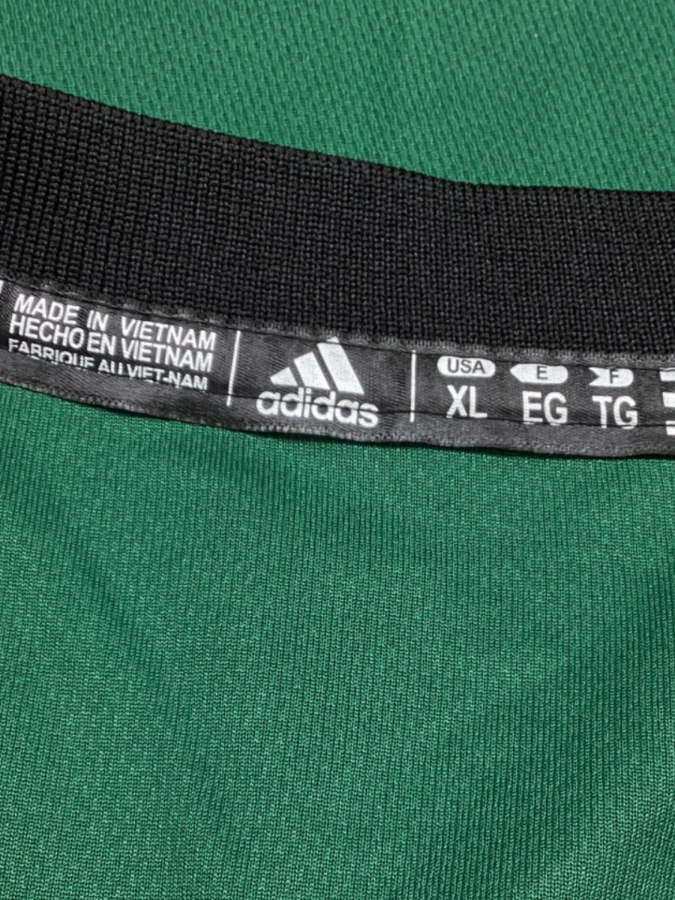 MADE IN VIETNAM
HECHO EN VIETNAM
FABRIQUE AU VIET-NAM
adidas
USA E F
XL EG TG